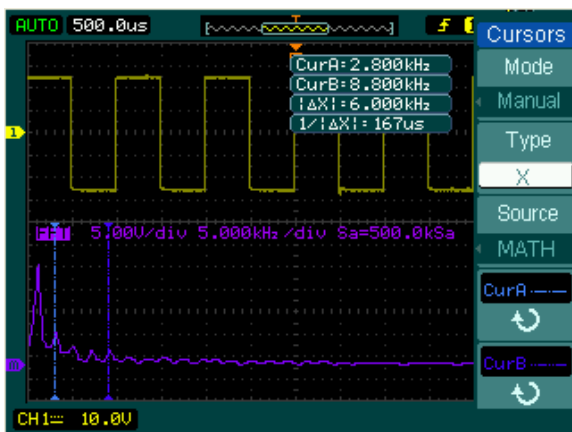 AUTO 500.0us
Cursors
CurA=2.800kHz
CurB=8.800kHz
|ΔX|=6.000kHz
1/|ΔX|=167us
Mode
Manual
Type
X
1
Source
MATH
FFT 5.00V/div 5.000kHz/div Sa=500.0kSa
CurA
CurB
M
CH1 10.0V